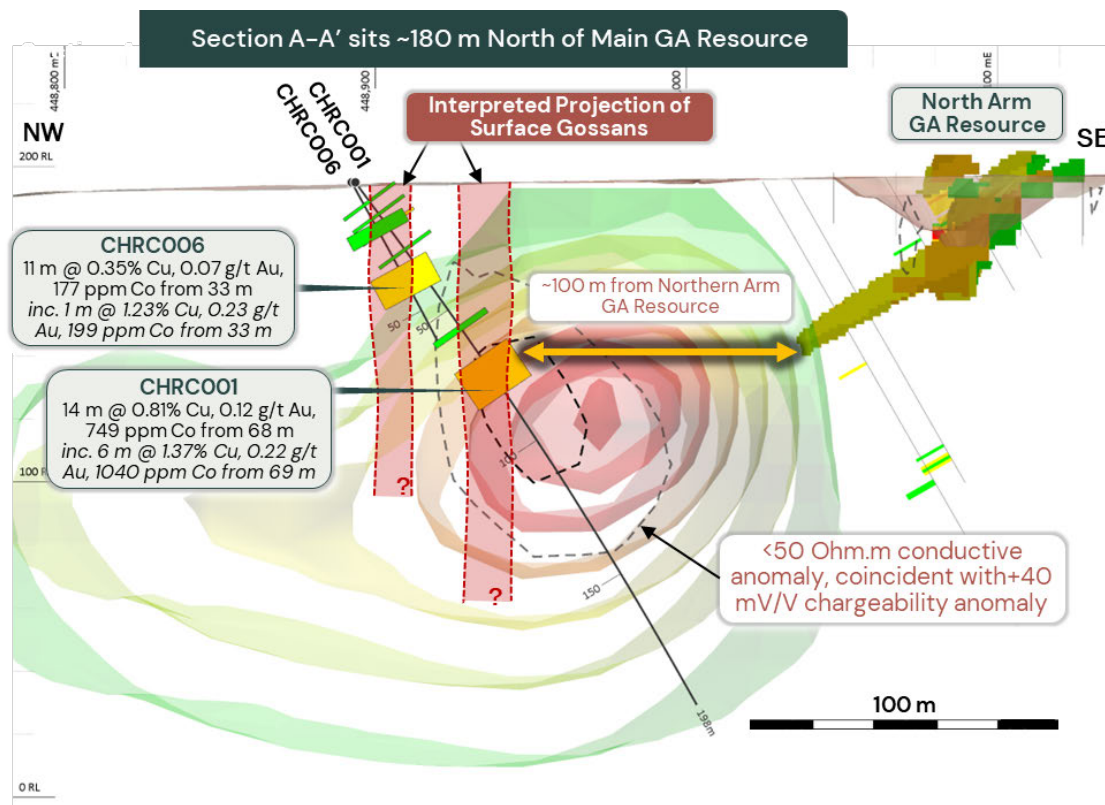 Section A-A' sits ~180 m North of Main GA Resource
448,800 mE
448,900
NW
CHRC001
CHRC006
Interpreted Projection of
Surface Gossans
North Arm
GA Resource
200 RL
CHRC006
11 m @ 0.35% Cu, 0.07 g/t Au,
177 ppm Co from 33 m
inc. 1 m @ 1.23% Cu, 0.23 g/t
Au, 199 ppm Co from 33 m
~100 m from Northern Arm
GA Resource
50
50
CHRC001
14 m @ 0.81% Cu, 0.12 g/t Au,
749 ppm Co from 68 m
inc. 6 m @ 1.37% Cu, 0.22 g/t
Au, 1040 ppm Co from 69 m
100
?
?
<50 Ohm.m conductive
anomaly, coincident with+40
mV/V chargeability anomaly
150
198m
100 m
0 RL